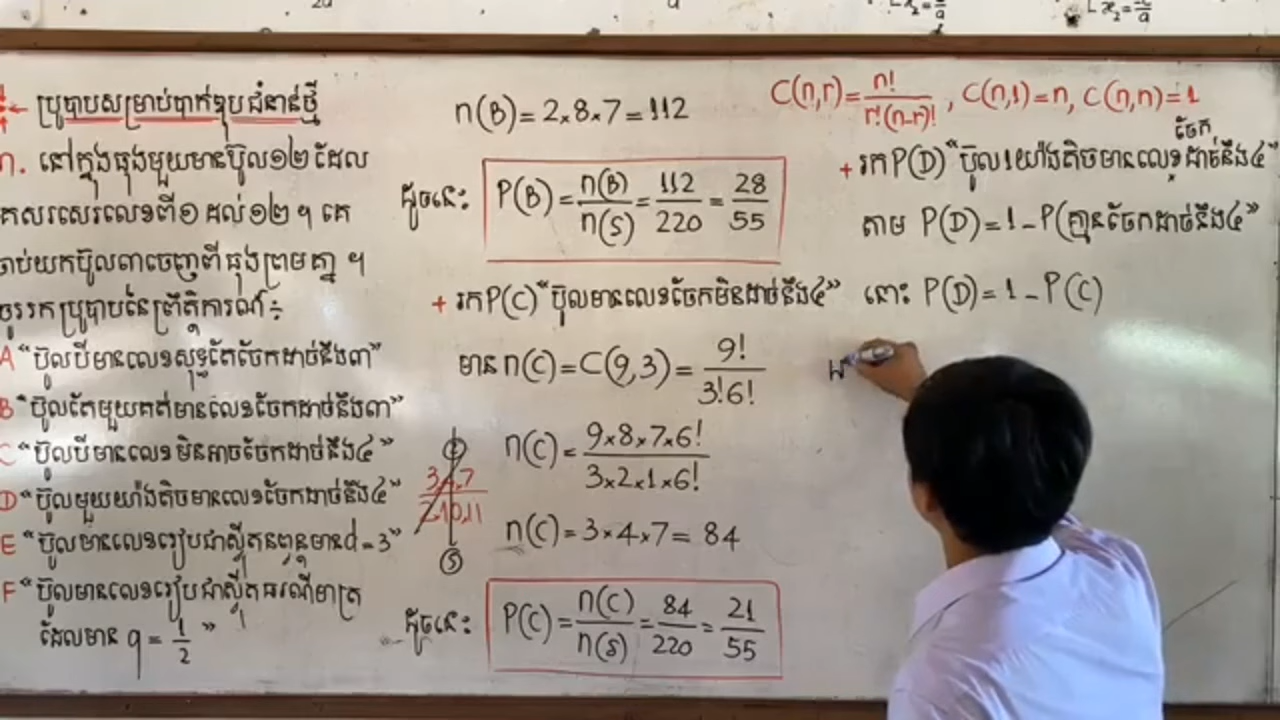 ប្រូបាបសម្រាប់បាក់ឌុបជំនាន់ថ្មី
៣. នៅក្នុងធុងមួយមានប៊ូល១២ ដែល
គេសរសេរលេខពី១ ដល់១២ ។ គេ
ចាប់យកប៊ូល៣ចេញពីធុងព្រមគ្នា ។
ចូររកប្រូបាបនៃព្រឹត្តិការណ៍ ÷
A “ប៊ូលបីមានលេខសុទ្ធតែចែកដាច់នឹង៣”
B “ប៊ូលតែមួយគត់មានលេខចែកដាច់នឹង៣”
C “ប៊ូលបីមានលេខមិនអាចចែកដាច់នឹង៤”
D “ប៊ូលមួយយ៉ាងតិចមានលេខចែកដាច់នឹង៤”
E “ប៊ូលមានលេខរៀបជាស្វ៊ីតនព្វន្តមាន d = 3”
F “ប៊ូលមានលេខរៀបជាស្វ៊ីតធរណីមាត្រ
ដែលមាន q = 1/2 ”
n(B) = 2×8×7 = 112
ដូចនេះ P(B) = n(B)/n(S) = 112/220 = 28/55
+ រក P(C) “ប៊ូលមានលេខចែកមិនដាច់នឹង៤”
មាន n(C) = C(9,3) = 9!/3!6!
n(C) = 9×8×7×6!/3×2×1×6!
n(C) = 3×4×7 = 84
ដូចនេះ P(C) = n(C)/n(S) = 84/220 = 21/55
C(n,r) = n!/r!(n-r)! , C(n,1) = n, C(n,n) = 1
ចែក
+ រក P(D) “ប៊ូល1យ៉ាងតិចមានលេខដាច់នឹង៤”
តាម P(D) = 1 - P(គ្មានចែកដាច់នឹង៤”
នោះ P(D) = 1 - P(C)